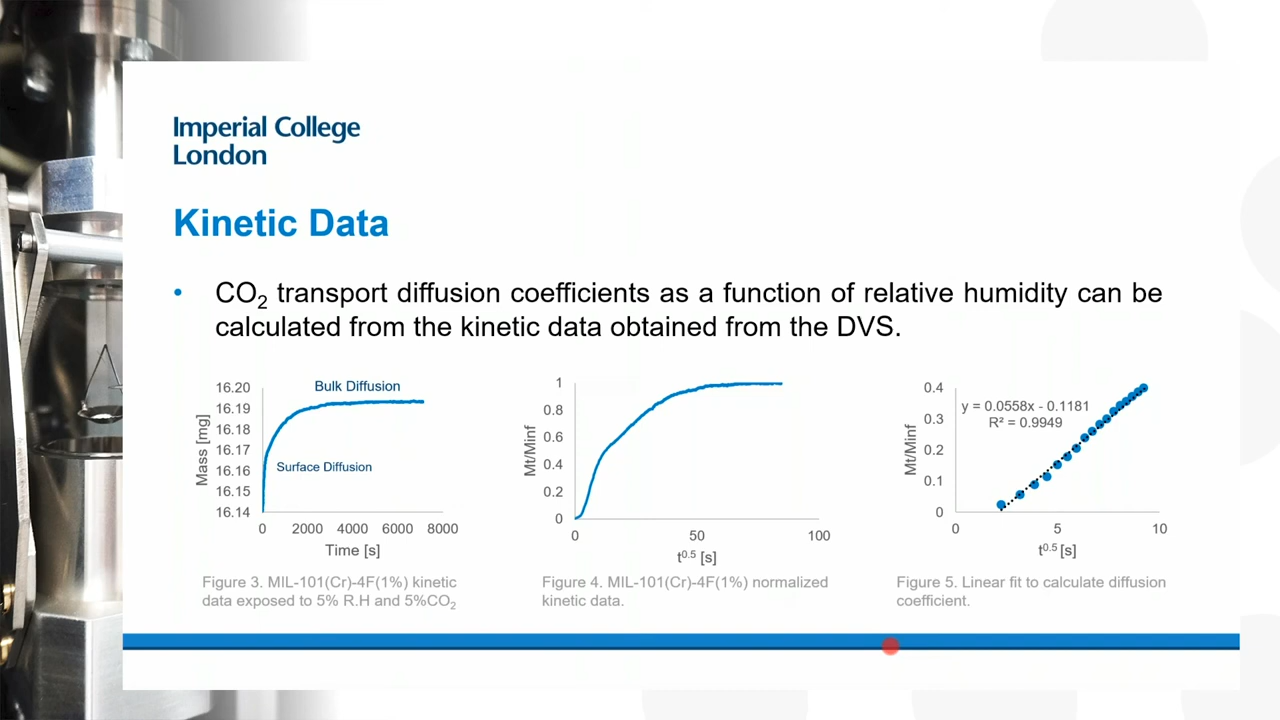 Imperial College
London
Kinetic Data
• CO₂ transport diffusion coefficients as a function of relative humidity can be
calculated from the kinetic data obtained from the DVS.
16.20
16.19
16.18
16.17
16.16
16.15
16.14
Mass [mg]
Bulk Diffusion
Surface Diffusion
0 2000 4000 6000 8000
Time [s]
Figure 3. MIL-101(Cr)-4F(1%) kinetic
data exposed to 5% R.H and 5%CO₂
1
0.8
0.6
0.4
0.2
0
Mt/Minf
0 50 100
t⁰·⁵ [s]
Figure 4. MIL-101(Cr)-4F(1%) normalized
kinetic data.
0.4
0.3
0.2
0.1
0
Mt/Minf
y = 0.0558x - 0.1181
R² = 0.9949
0 5 10
t⁰·⁵ [s]
Figure 5. Linear fit to calculate diffusion
coefficient.